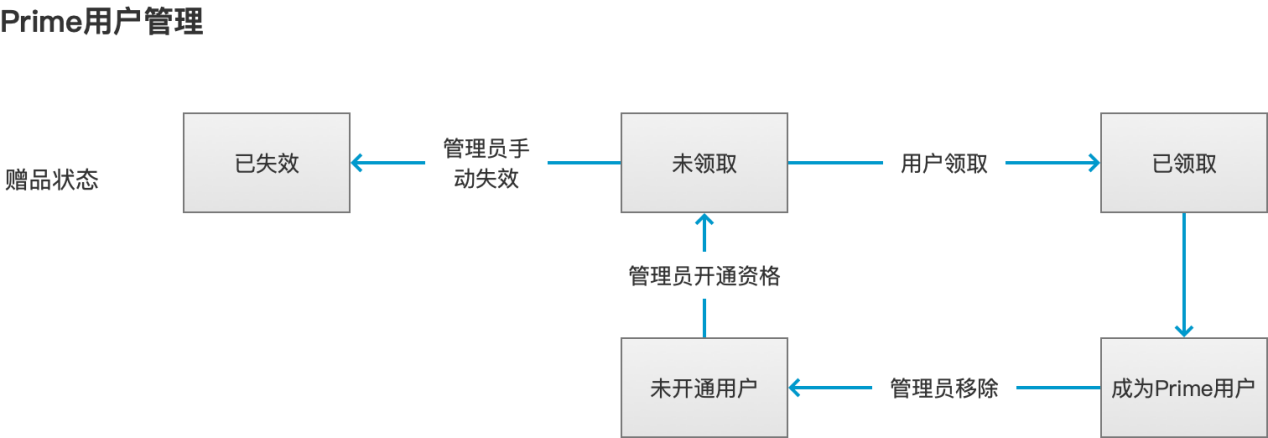 Prime用户管理
已失效
管理员手
动失效
未领取
用户领取
已领取
赠品状态
管理员开通资格
未开通用户
管理员移除
成为Prime用户